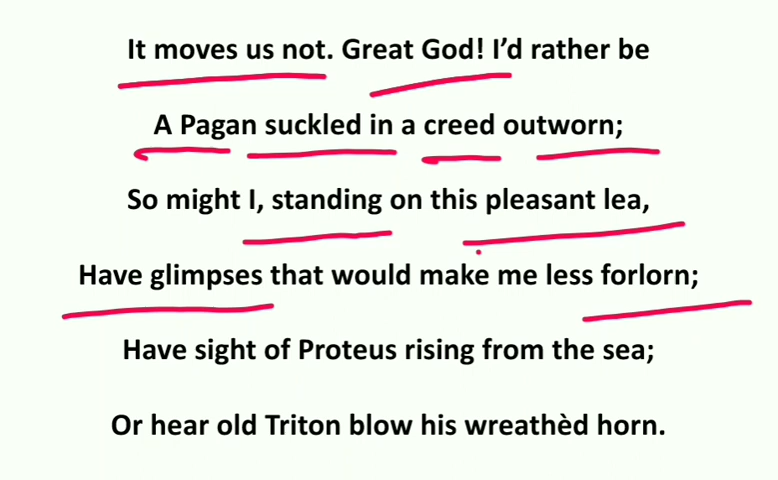 It moves us not. Great God! I’d rather be
A Pagan suckled in a creed outworn;
So might I, standing on this pleasant lea,
Have glimpses that would make me less forlorn;
Have sight of Proteus rising from the sea;
Or hear old Triton blow his wreathèd horn.